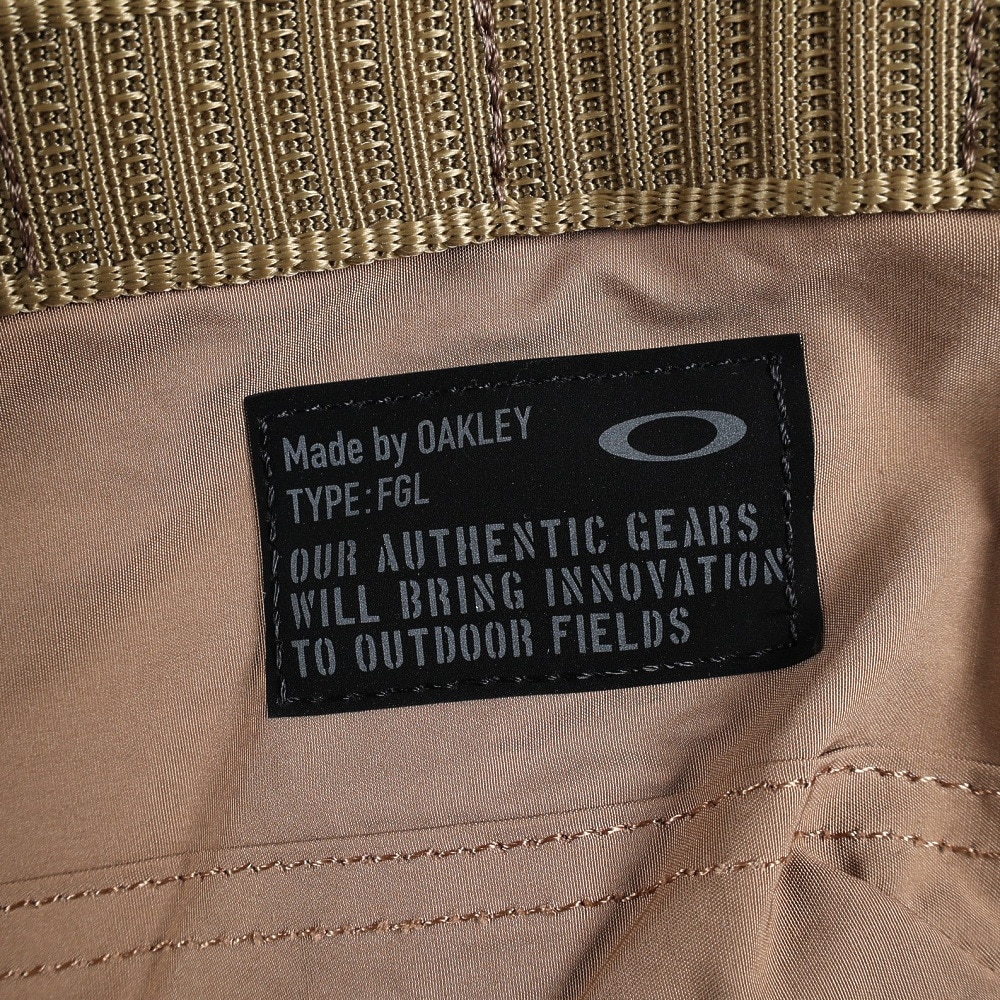 Made by OAKLEY
TYPE:FGL
OUR AUTHENTIC GEARS
WILL BRING INNOVATION
TO OUTDOOR FIELDS